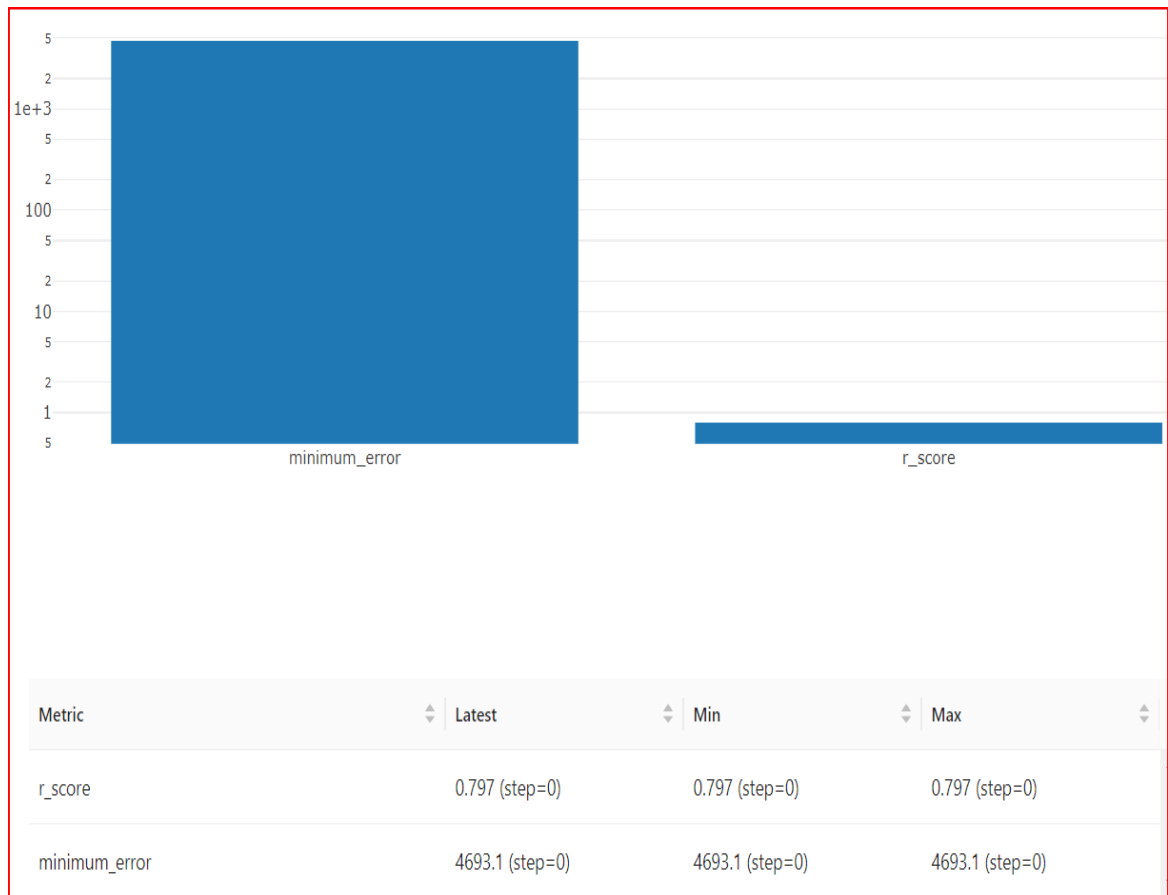 5
2
1e+3
5
2
100
5
2
10
5
2
1
5
minimum_error r_score
Metric Latest Min Max
r_score 0.797 (step=0) 0.797 (step=0) 0.797 (step=0)
minimum_error 4693.1 (step=0) 4693.1 (step=0) 4693.1 (step=0)